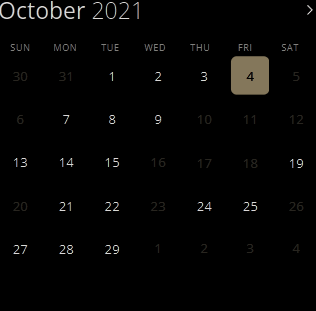 October 2021 >
SUN MON TUE WED THU FRI SAT
30 31 1 2 3 4 5
6 7 8 9 10 11 12
13 14 15 16 17 18 19
20 21 22 23 24 25 26
27 28 29 1 2 3 4